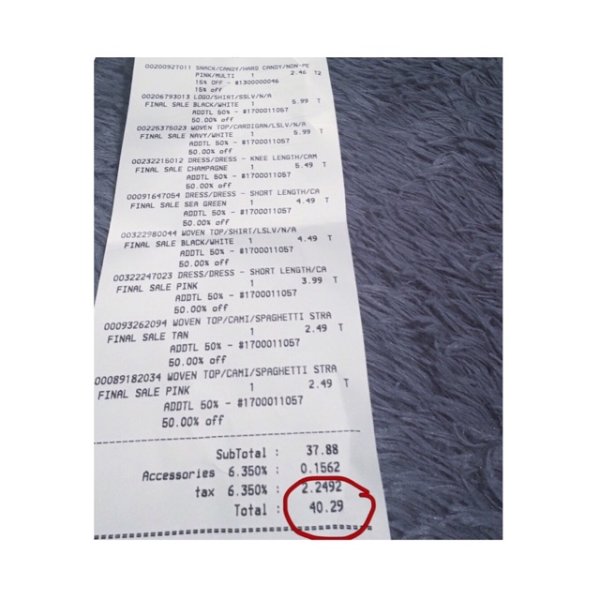 00200927011 SNACK/CANDY/HARD CANDY/NON-PE
PINK/MULTI 1 2.46 T2
15% OFF - #1300000046
15% off
00206793013 LOGO/SHIRT/SSLV/N/A
FINAL SALE BLACK/WHITE 1 5.99 T
ADDTL 50% - #1700011057
50.00% off
00225375023 WOVEN TOP/CARDIGAN/LSLV/N/A
FINAL SALE NAVY/WHITE 1 5.99 T
ADDTL 50% - #1700011057
50.00% off
00232215012 DRESS/DRESS - KNEE LENGTH/CAM
FINAL SALE CHAMPAGNE 1 5.49 T
ADDTL 50% - #1700011057
50.00% off
00091647054 DRESS/DRESS - SHORT LENGTH/CA
FINAL SALE SEA GREEN 1 4.49 T
ADDTL 50% - #1700011057
50.00% off
00322980044 WOVEN TOP/SHIRT/LSLV/N/A
FINAL SALE BLACK/WHITE 1 4.49 T
ADDTL 50% - #1700011057
50.00% off
00322247023 DRESS/DRESS - SHORT LENGTH/CA
FINAL SALE PINK 1 3.99 T
ADDTL 50% - #1700011057
50.00% off
00093262094 WOVEN TOP/CAMI/SPAGHETTI STRA
FINAL SALE TAN 1 2.49 T
ADDTL 50% - #1700011057
50.00% off
00089182034 WOVEN TOP/CAMI/SPAGHETTI STRA
FINAL SALE PINK 1 2.49 T
ADDTL 50% - #1700011057
50.00% off
SubTotal : 37.88
Accessories 6.350% : 0.1562
tax 6.350% : 2.2492
Total : 40.29